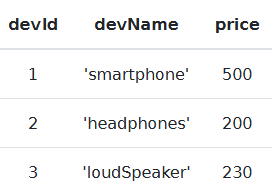 devId devName price
1 'smartphone' 500
2 'headphones' 200
3 'loudSpeaker' 230